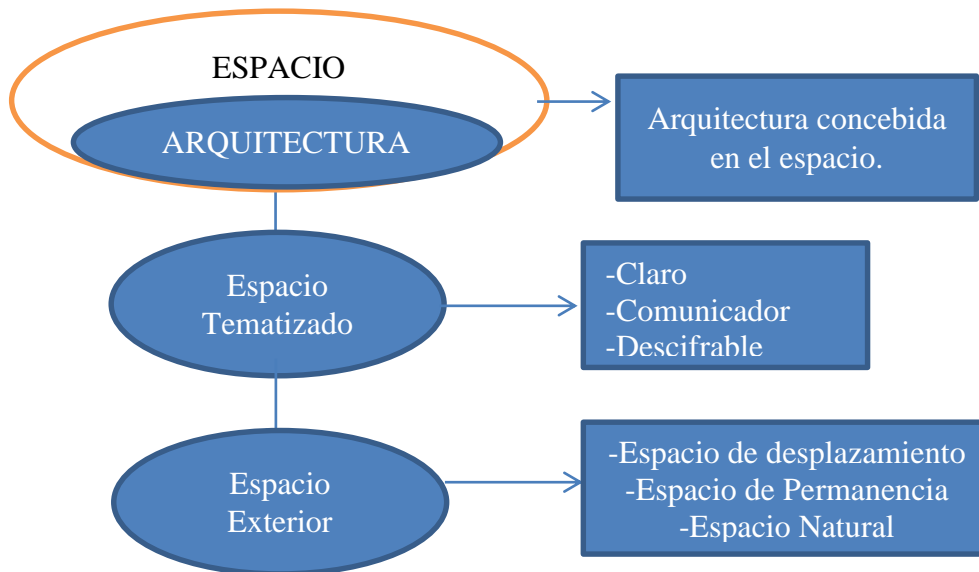 ESPACIO
ARQUITECTURA
Arquitectura concebida
en el espacio.
Espacio
Tematizado
-Claro
-Comunicador
-Descifrable
Espacio
Exterior
-Espacio de desplazamiento
-Espacio de Permanencia
-Espacio Natural